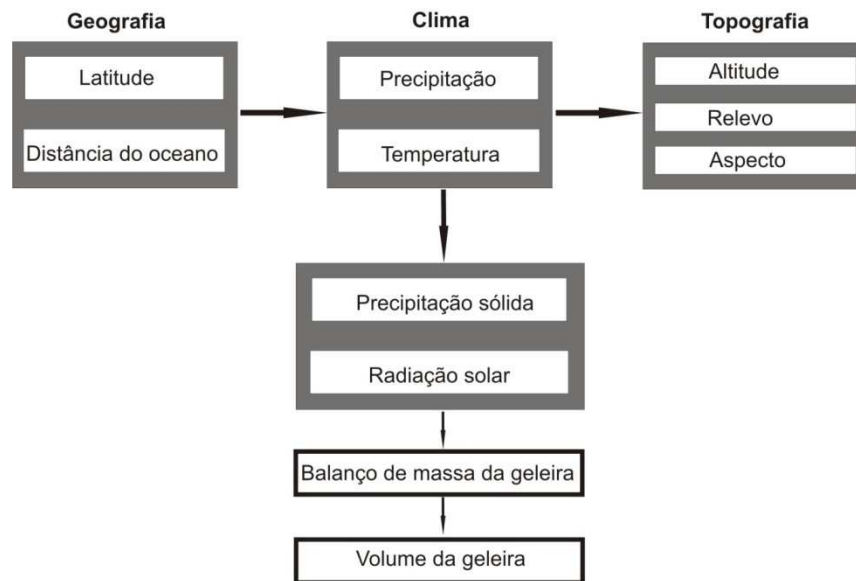 Geografia
Clima
Topografia
Latitude
Distância do oceano
Precipitação
Temperatura
Altitude
Relevo
Aspecto
Precipitação sólida
Radiação solar
Balanço de massa da geleira
Volume da geleira